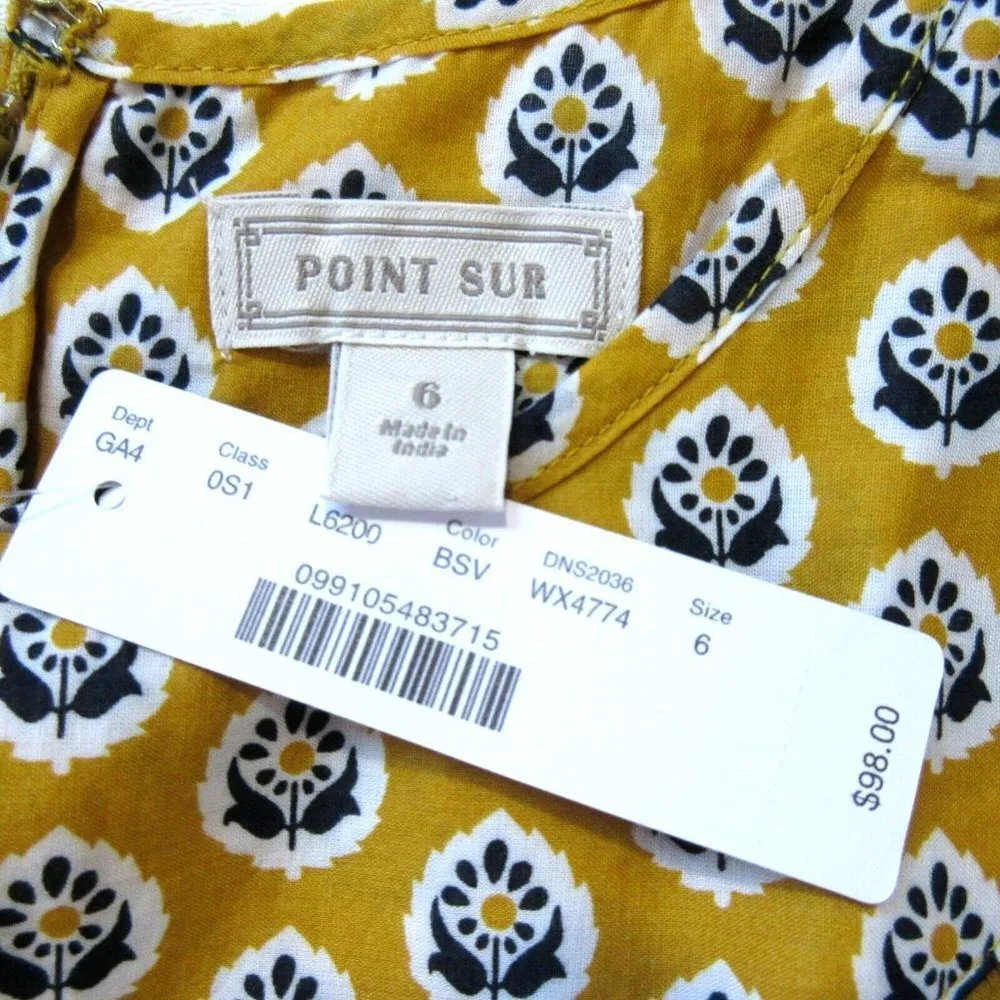 POINT SUR
6
Made in
India
Dept
GA4
Class
0S1
L6200
Color
BSV
DNS2036
WX4774
Size
6
099105483715
$98.00